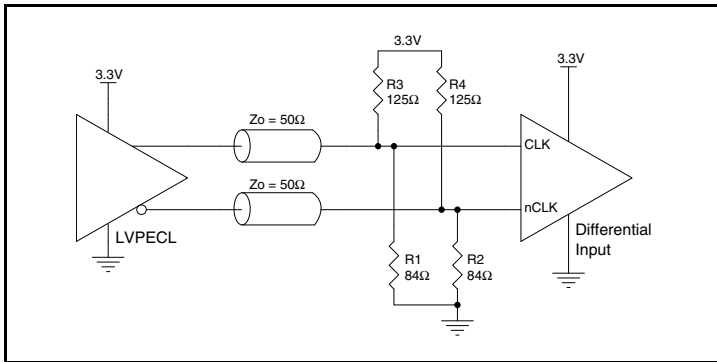 3.3V
R3
125Ω
R4
125Ω
3.3V
3.3V
Zo = 50Ω
CLK
Zo = 50Ω
nCLK
LVPECL
R1
84Ω
R2
84Ω
Differential
Input